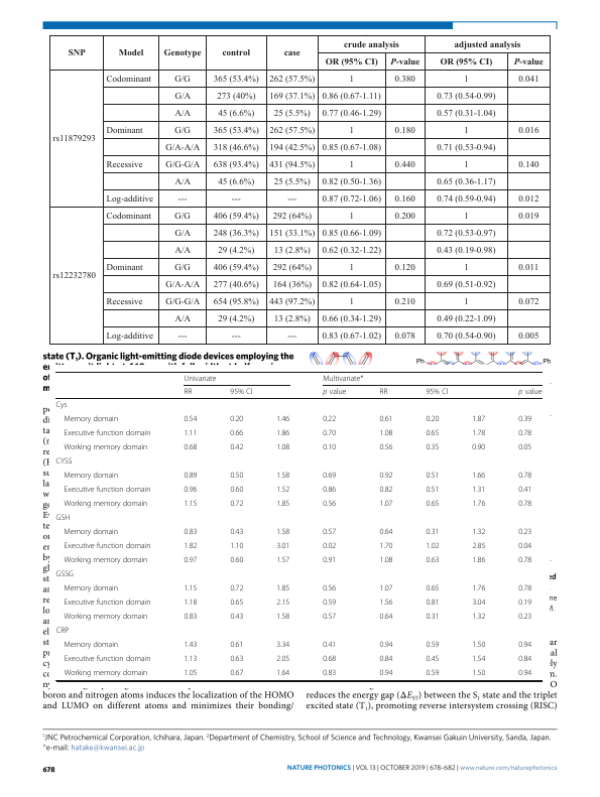 SNP Model Genotype control case crude analysis adjusted analysis
OR (95% CI) P-value OR (95% CI) P-value
rs11879293
Codominant G/G 365 (53.4%) 262 (57.5%) 1 0.380 1 0.041
G/A 273 (40%) 169 (37.1%) 0.86 (0.67-1.11) 0.73 (0.54-0.99)
A/A 45 (6.6%) 25 (5.5%) 0.77 (0.46-1.29) 0.57 (0.31-1.04)
Dominant G/G 365 (53.4%) 262 (57.5%) 1 0.180 1 0.016
G/A-A/A 318 (46.6%) 194 (42.5%) 0.85 (0.67-1.08) 0.71 (0.53-0.94)
Recessive G/G-G/A 638 (93.4%) 431 (94.5%) 1 0.440 1 0.140
A/A 45 (6.6%) 25 (5.5%) 0.82 (0.50-1.36) 0.65 (0.36-1.17)
Log-additive --- --- --- 0.87 (0.72-1.06) 0.160 0.74 (0.59-0.94) 0.012
rs12232780
Codominant G/G 406 (59.4%) 292 (64%) 1 0.200 1 0.019
G/A 248 (36.3%) 151 (33.1%) 0.85 (0.66-1.09) 0.72 (0.53-0.97)
A/A 29 (4.2%) 13 (2.8%) 0.62 (0.32-1.22) 0.43 (0.19-0.98)
Dominant G/G 406 (59.4%) 292 (64%) 1 0.120 1 0.011
G/A-A/A 277 (40.6%) 164 (36%) 0.82 (0.64-1.05) 0.69 (0.51-0.92)
Recessive G/G-G/A 654 (95.8%) 443 (97.2%) 1 0.210 1 0.072
A/A 29 (4.2%) 13 (2.8%) 0.66 (0.34-1.29) 0.49 (0.22-1.09)
Log-additive --- --- --- 0.83 (0.67-1.02) 0.078 0.70 (0.54-0.90) 0.005
state (T₁). Organic light-emitting diode devices employing the
Ph Ph
Univariate Multivariate*
RR 95% CI p value RR 95% CI p value
Cys
Memory domain 0.54 0.20 1.46 0.22 0.61 0.20 1.87 0.39
Executive function domain 1.11 0.66 1.86 0.70 1.08 0.65 1.78 0.78
Working memory domain 0.68 0.42 1.08 0.10 0.56 0.35 0.90 0.05
CYSS
Memory domain 0.89 0.50 1.58 0.69 0.92 0.51 1.66 0.78
Executive function domain 0.96 0.60 1.52 0.86 0.82 0.51 1.31 0.41
Working memory domain 1.15 0.72 1.85 0.56 1.07 0.65 1.76 0.78
GSH
Memory domain 0.83 0.43 1.58 0.57 0.64 0.31 1.32 0.23
Executive function domain 1.82 1.10 3.01 0.02 1.70 1.02 2.85 0.04
Working memory domain 0.97 0.60 1.57 0.91 1.08 0.63 1.86 0.78
GSSG
Memory domain 1.15 0.72 1.85 0.56 1.07 0.65 1.76 0.78
Executive function domain 1.18 0.65 2.15 0.59 1.56 0.81 3.04 0.19
Working memory domain 0.83 0.43 1.58 0.57 0.64 0.31 1.32 0.23
CRP
Memory domain 1.43 0.61 3.34 0.41 0.94 0.59 1.50 0.94
Executive function domain 1.13 0.63 2.05 0.68 0.84 0.45 1.54 0.84
Working memory domain 1.05 0.67 1.64 0.83 0.94 0.59 1.50 0.94
boron and nitrogen atoms induces the localization of the HOMO
and LUMO on different atoms and minimizes their bonding/
reduces the energy gap (ΔE_ST) between the S₁ state and the triplet
excited state (T₁), promoting reverse intersystem crossing (RISC)
¹JNC Petrochemical Corporation, Ichihara, Japan. ²Department of Chemistry, School of Science and Technology, Kwansei Gakuin University, Sanda, Japan.
*e-mail: hatake@kwansei.ac.jp
678
NATURE PHOTONICS | VOL 13 | OCTOBER 2019 | 678–682 | www.nature.com/naturephotonics